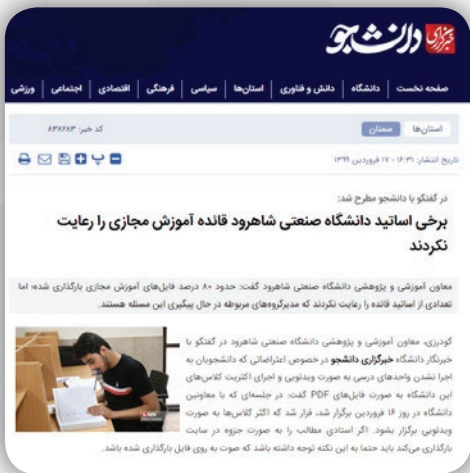 خبرگزاری دانشجو
صفحه نخست | دانشگاه | دانش و فناوری | استان‌ها | سیاسی | فرهنگی | اقتصادی | اجتماعی | ورزشی
استان‌ها سمنان کد خبر: ۸۳۸۲۸۳
تاریخ انتشار: ۱۶:۳۱ - ۱۷ فروردین ۱۳۹۹
در گفتگو با دانشجو مطرح شد:
برخی اساتید دانشگاه صنعتی شاهرود قائده آموزش مجازی را رعایت
نکردند
معاون آموزشی و پژوهشی دانشگاه صنعتی شاهرود گفت: حدود ۸۰ درصد فایل‌های آموزش مجازی بارگذاری شده؛ اما
تعدادی از اساتید قائده را رعایت نکردند که مدیرگروه‌های مربوطه در حال پیگیری این مسئله هستند.
گودرزی، معاون آموزشی و پژوهشی دانشگاه صنعتی شاهرود در گفتگو با
خبرنگار دانشگاه خبرگزاری دانشجو در خصوص اعتراضاتی که دانشجویان به
اجرا نشدن واحدهای درسی به صورت ویدئویی و اجرای اکثریت کلاس‌های
این دانشگاه به صورت فایل‌های PDF گفت: در جلسه‌ای که با معاونین
دانشگاه در روز ۱۶ فروردین برگزار شد، قرار شد که اکثر کلاس‌ها به صورت
ویدئویی برگزار بشود. اگر استادی مطالب را به صورت جزوه در سایت
بارگذاری می‌کند باید حتما به این نکته توجه داشته باشد که صوت به روی فایل بارگذاری شده باشد.